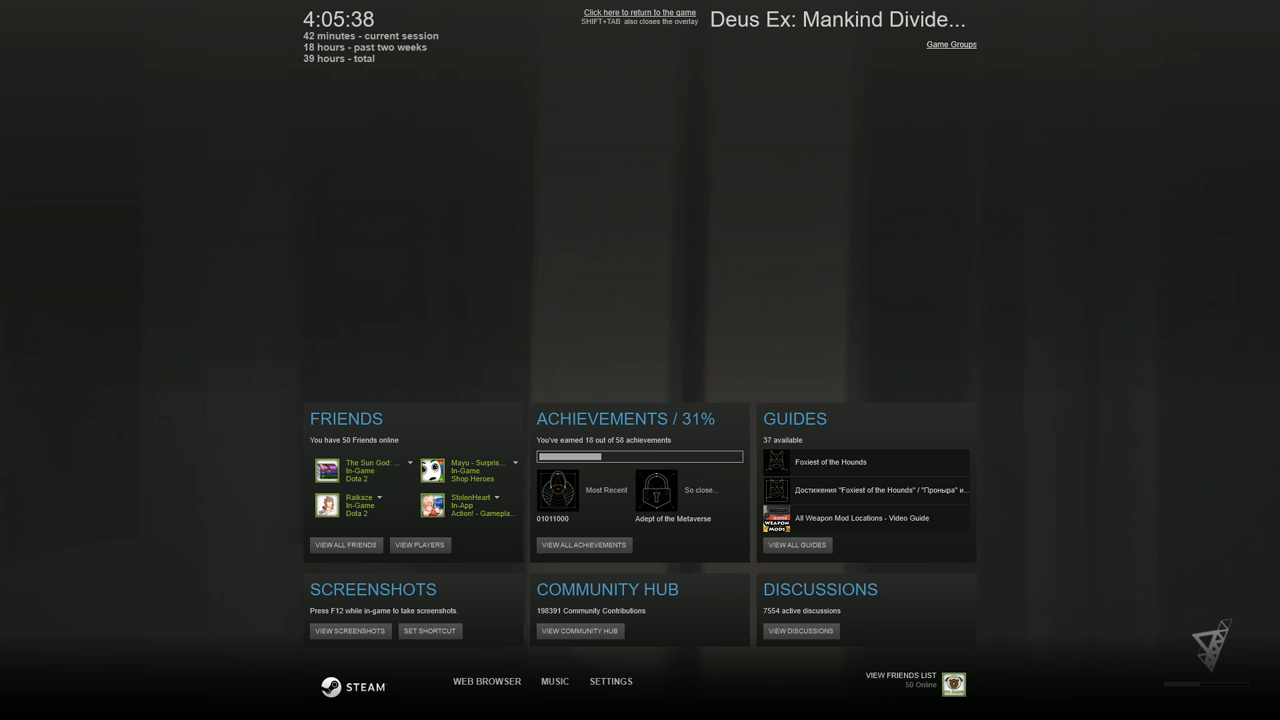 4:05:38
42 minutes - current session
18 hours - past two weeks
39 hours - total
Click here to return to the game
SHIFT+TAB also closes the overlay
Deus Ex: Mankind Divide...
Game Groups
FRIENDS
You have 50 Friends online
The Sun God: ...
In-Game
Dota 2
Mayu - Surpris...
In-Game
Shop Heroes
Raikaze
In-Game
Dota 2
StolenHeart
In-App
Action! - Gamepla...
VIEW ALL FRIENDS
VIEW PLAYERS
ACHIEVEMENTS / 31%
You've earned 18 out of 58 achievements
Most Recent
So close...
01011000
Adept of the Metaverse
VIEW ALL ACHIEVEMENTS
GUIDES
37 available
Foxiest of the Hounds
Достижения "Foxiest of the Hounds" / "Проныра" и...
WEAPON MODS
All Weapon Mod Locations - Video Guide
VIEW ALL GUIDES
SCREENSHOTS
Press F12 while in-game to take screenshots.
VIEW SCREENSHOTS
SET SHORTCUT
COMMUNITY HUB
198391 Community Contributions
VIEW COMMUNITY HUB
DISCUSSIONS
7554 active discussions
VIEW DISCUSSIONS
STEAM
WEB BROWSER
MUSIC
SETTINGS
VIEW FRIENDS LIST
50 Online